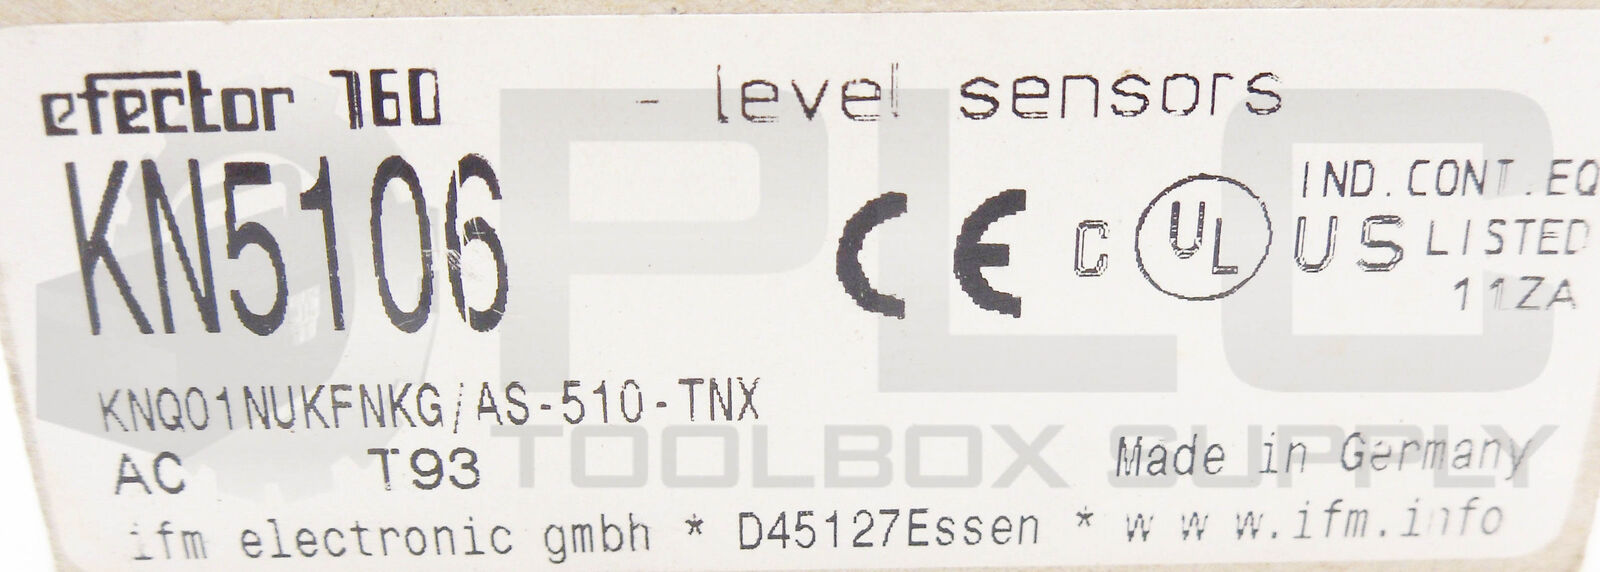 efector 160 - level sensors
KN5106
CE C UL US IND. CONT. EQ
LISTED
11ZA
KNQ01NUKFNKG/AS-510-TNX
AC T93
Made in Germany
ifm electronic gmbh * D45127Essen * w w w.ifm.info
PLC
TOOLBOX SUPPLY